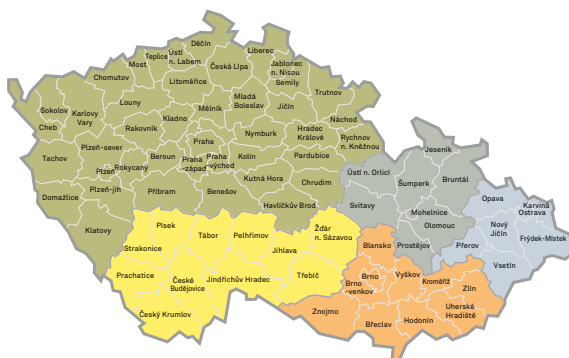 Děčín
Liberec
Teplice
Ústí
n. Labem
Most
Česká Lípa
Jablonec
n. Nisou
Semily
Chomutov
Litoměřice
Trutnov
Mladá
Boleslav
Jičín
Louny
Mělník
Sokolov
Karlovy
Vary
Kladno
Náchod
Cheb
Rakovník
Nymburk
Hradec
Králové
Rychnov
n. Kněžnou
Praha
Plzeň-sever
Beroun
Praha
-západ
Praha
-východ
Kolín
Pardubice
Tachov
Plzeň
Rokycany
Jeseník
Kutná Hora
Ústí n. Orlicí
Šumperk
Bruntál
Chrudim
Plzeň-jih
Příbram
Benešov
Domažlice
Havlíčkův Brod
Svitavy
Mohelnice
Opava
Karviná
Ostrava
Klatovy
Písek
Tábor
Pelhřimov
Žďár
n. Sázavou
Olomouc
Nový
Jičín
Frýdek-Místek
Strakonice
Jihlava
Blansko
Prostějov
Přerov
Vsetín
Prachatice
České
Budějovice
Jindřichův Hradec
Třebíč
Brno
Brno
-venkov
Vyškov
Kroměříž
Zlín
Český Krumlov
Znojmo
Břeclav
Hodonín
Uherské
Hradiště